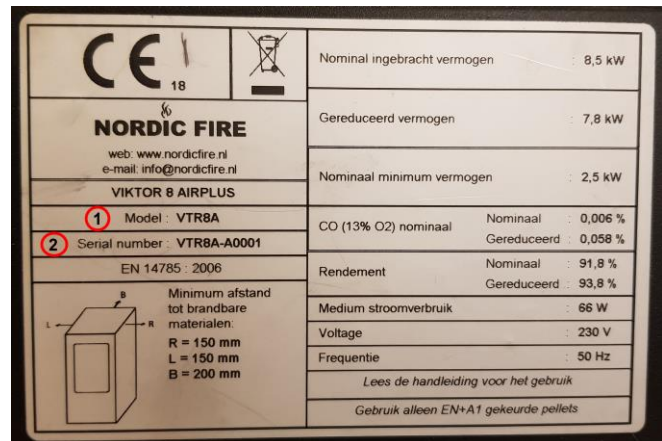 CE
18
NORDIC FIRE
web: www.nordicfire.nl
e-mail: info@nordicfire.nl
VIKTOR 8 AIRPLUS
1 Model : VTR8A
2 Serial number : VTR8A-A0001
EN 14785 : 2006
B
L
R
Minimum afstand
tot brandbare
materialen:
R = 150 mm
L = 150 mm
B = 200 mm
Nominal ingebracht vermogen : 8,5 kW
Gereduceerd vermogen : 7,8 kW
Nominaal minimum vermogen : 2,5 kW
CO (13% O2) nominaal Nominaal : 0,006 %
Gereduceerd : 0,058 %
Rendement Nominaal : 91,8 %
Gereduceerd : 93,8 %
Medium stroomverbruik : 66 W
Voltage : 230 V
Frequentie : 50 Hz
Lees de handleiding voor het gebruik
Gebruik alleen EN+A1 gekeurde pellets